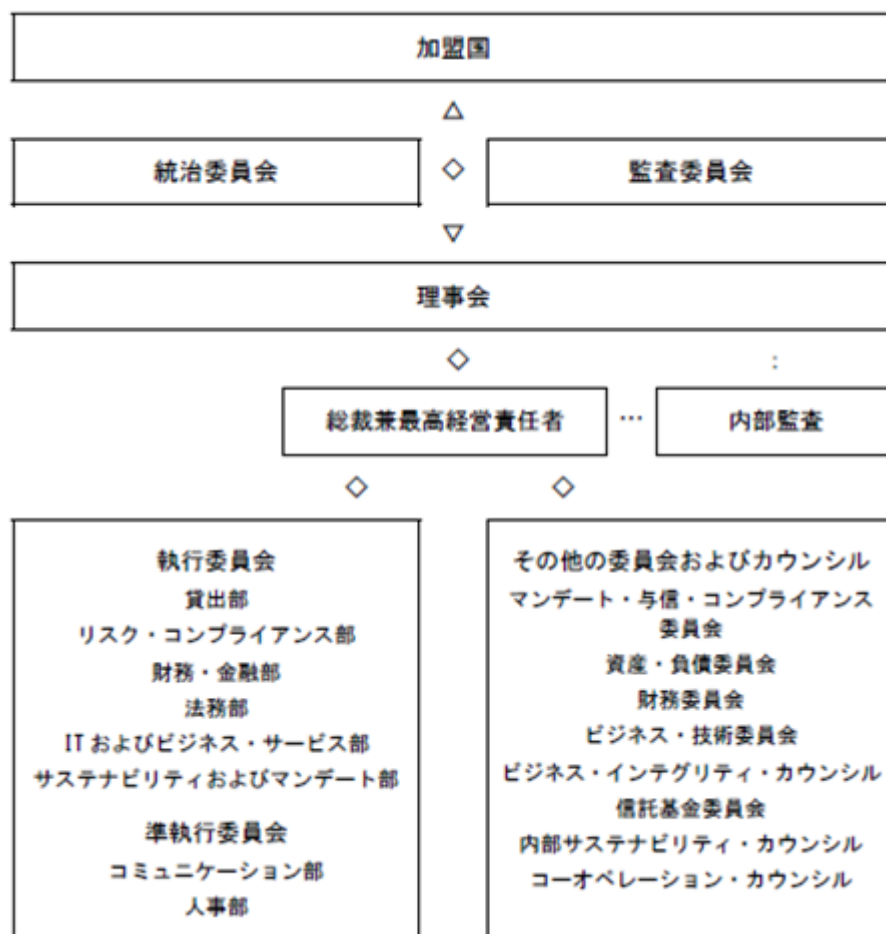 加盟国
△
統治委員会 ◇ 監査委員会
▽
理事会
◇ :
総裁兼最高経営責任者 … 内部監査
◇ ◇
執行委員会
貸出部
リスク・コンプライアンス部
財務・金融部
法務部
IT およびビジネス・サービス部
サステナビリティおよびマンデート部
準執行委員会
コミュニケーション部
人事部
その他の委員会およびカウンシル
マンデート・与信・コンプライアンス
委員会
資産・負債委員会
財務委員会
ビジネス・技術委員会
ビジネス・インテグリティ・カウンシル
信託基金委員会
内部サステナビリティ・カウンシル
コーオペレーション・カウンシル